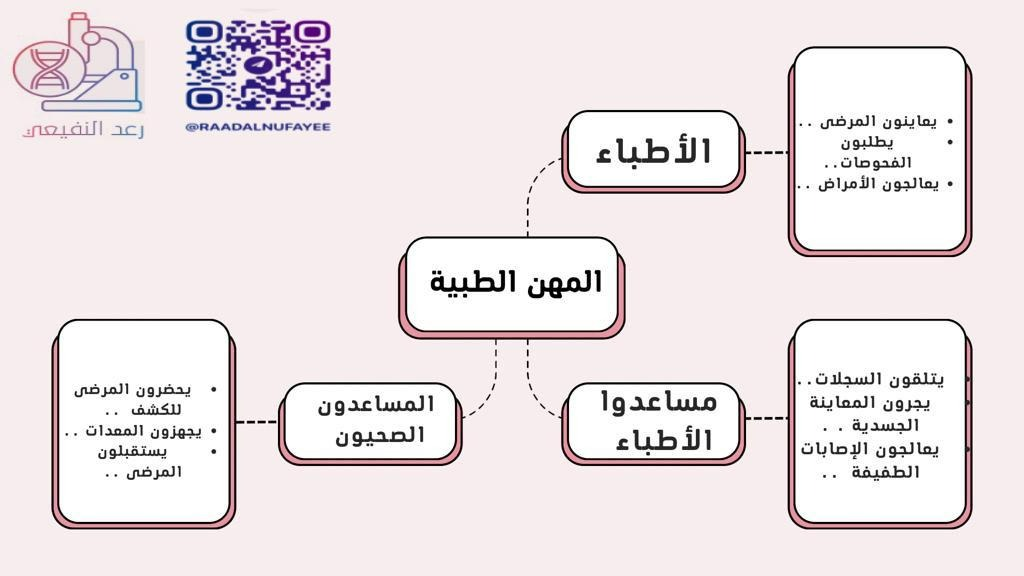 رعد النفيعي
@RAADALNUFAYEE
المهن الطبية
الأطباء
يعاينون المرضى ..
يطلبون
الفحوصات..
يعالجون الأمراض ..
مساعدوا
الأطباء
يتلقون السجلات..
يجرون المعاينة
الجسدية . .
يعالجون الإصابات
الطفيفة ..
المساعدون
الصحيون
يحضرون المرضى
للكشف ..
يجهزون المعدات ..
يستقبلون
المرضى ..